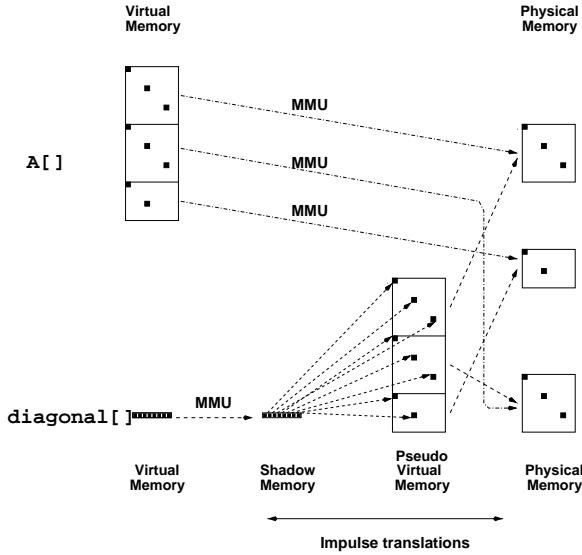 Virtual
Memory
Physical
Memory
MMU
A[]
MMU
MMU
MMU
diagonal[]
Virtual
Memory
Shadow
Memory
Pseudo
Virtual
Memory
Physical
Memory
Impulse translations